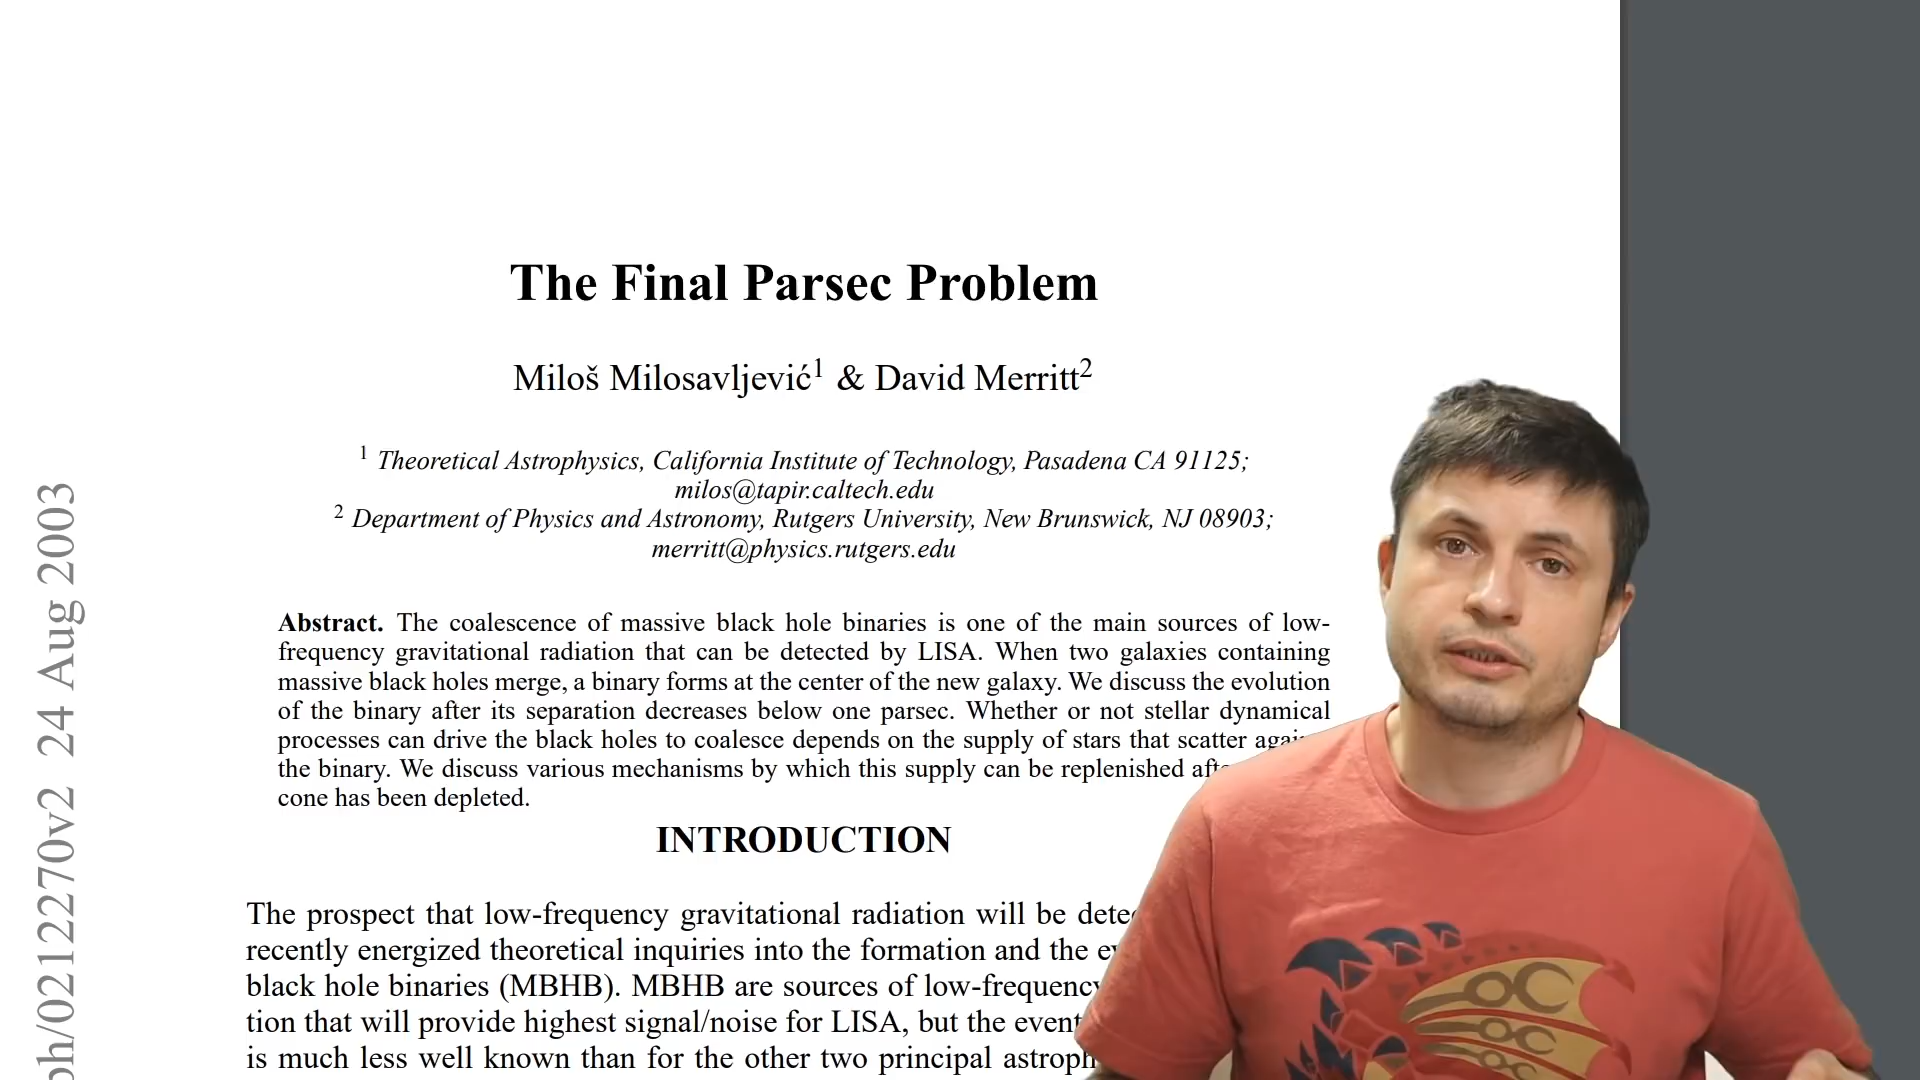 The Final Parsec Problem
Miloš Milosavljević1 & David Merritt2
1 Theoretical Astrophysics, California Institute of Technology, Pasadena CA 91125;
milos@tapir.caltech.edu
2 Department of Physics and Astronomy, Rutgers University, New Brunswick, NJ 08903;
merritt@physics.rutgers.edu
Abstract. The coalescence of massive black hole binaries is one of the main sources of low-
frequency gravitational radiation that can be detected by LISA. When two galaxies containing
massive black holes merge, a binary forms at the center of the new galaxy. We discuss the evolution
of the binary after its separation decreases below one parsec. Whether or not stellar dynamical
processes can drive the black holes to coalesce depends on the supply of stars that scatter
the binary. We discuss various mechanisms by which this supply can be replenished
cone has been depleted.
INTRODUCTION
The prospect that low-frequency gravitational radiation will be
recently energized theoretical inquiries into the formation and the
black hole binaries (MBHB). MBHB are sources of low-frequency
tion that will provide highest signal/noise for LISA, but the event
is much less well known than for the other two principal
ph/0212270v2 24 Aug 2003